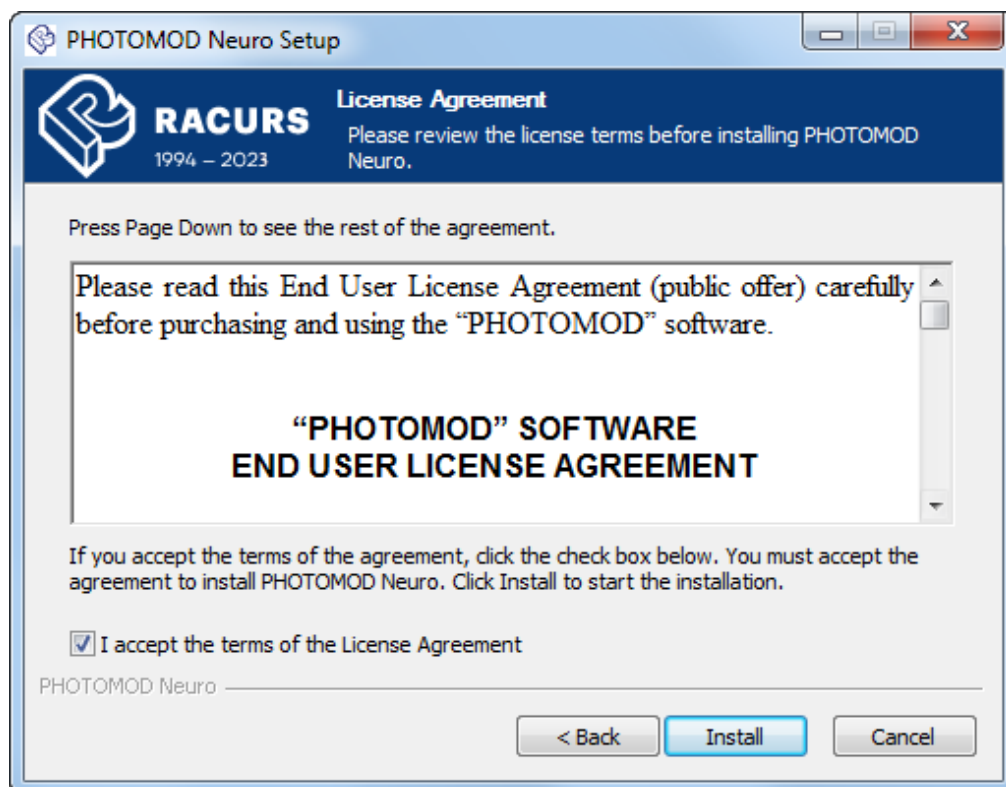 PHOTOMOD Neuro Setup
RACURS
1994 – 2023
License Agreement
Please review the license terms before installing PHOTOMOD
Neuro.
Press Page Down to see the rest of the agreement.
Please read this End User License Agreement (public offer) carefully
before purchasing and using the “PHOTOMOD” software.
“PHOTOMOD” SOFTWARE
END USER LICENSE AGREEMENT
If you accept the terms of the agreement, click the check box below. You must accept the
agreement to install PHOTOMOD Neuro. Click Install to start the installation.
I accept the terms of the License Agreement
PHOTOMOD Neuro
< Back
Install
Cancel